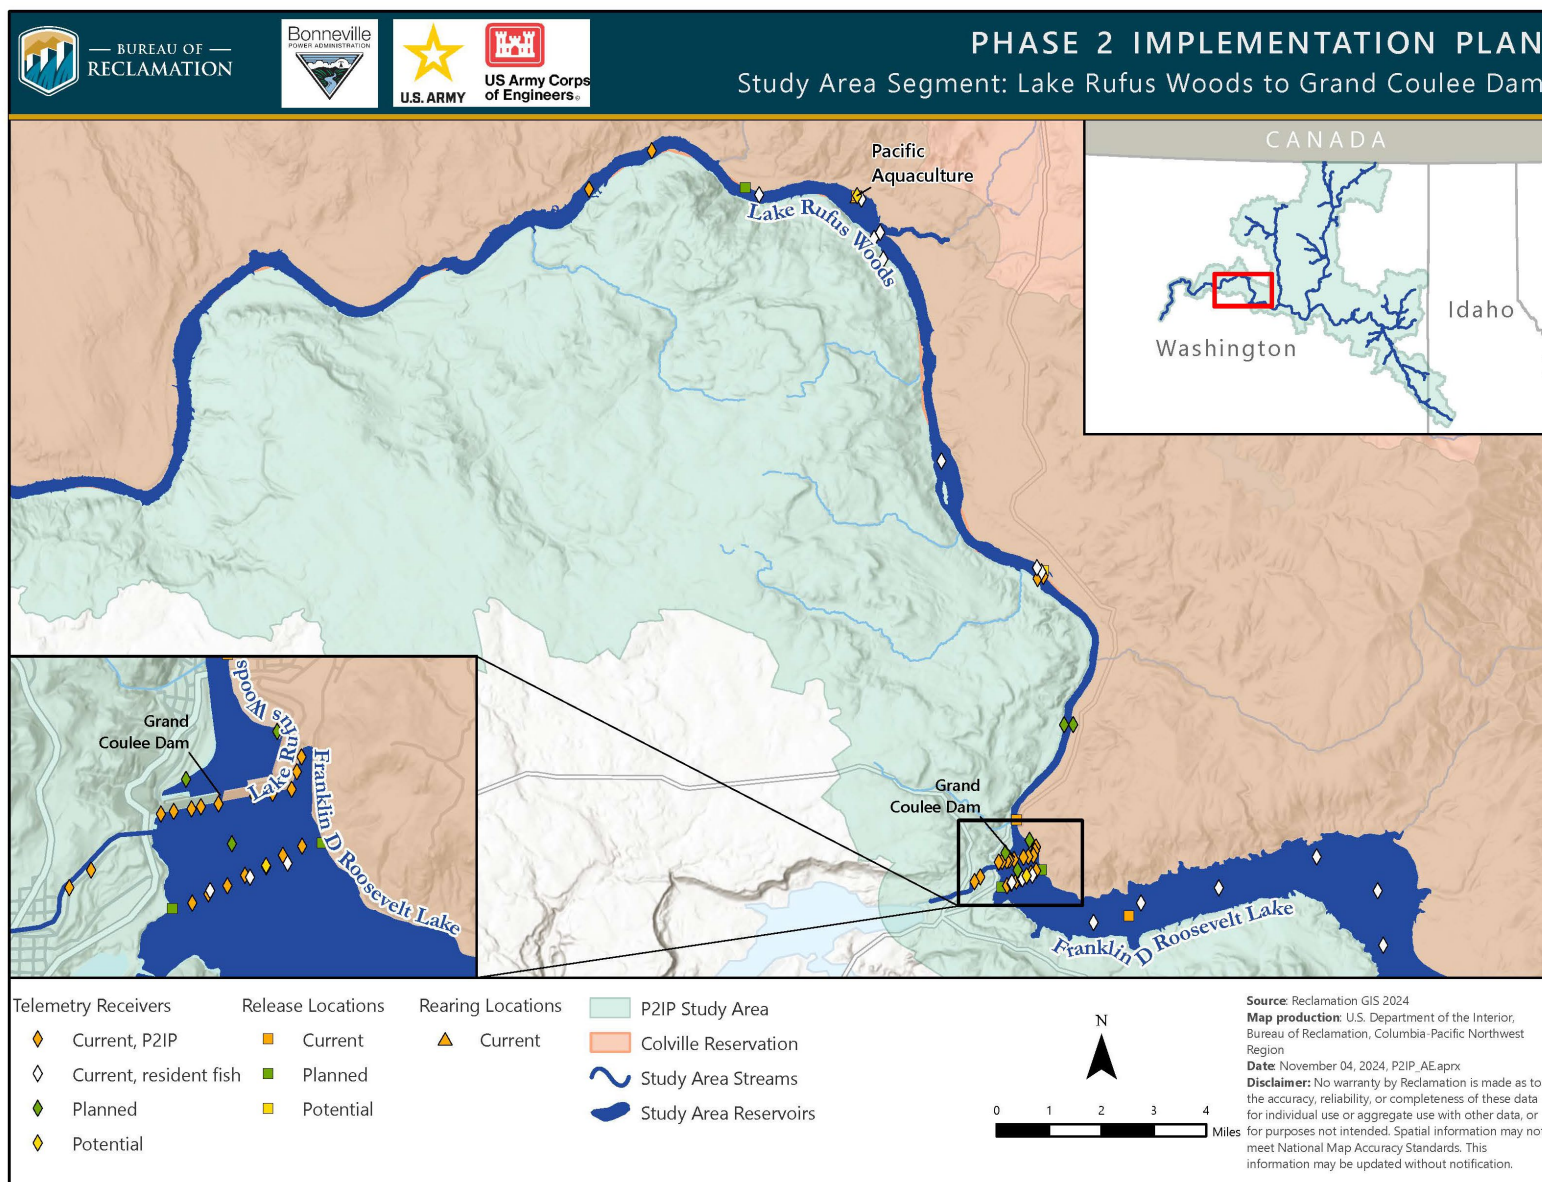 BUREAU OF
RECLAMATION
Bonneville
POWER ADMINISTRATION
U.S. ARMY
US Army Corps
of Engineers®
PHASE 2 IMPLEMENTATION PLAN
Study Area Segment: Lake Rufus Woods to Grand Coulee Dam
Pacific
Aquaculture
Lake Rufus Woods
CANADA
Washington
Idaho
Grand
Coulee Dam
Lake Rufus Woods
Franklin D Roosevelt Lake
Grand
Coulee Dam
Franklin D Roosevelt Lake
Telemetry Receivers
Current, P2IP
Current, resident fish
Planned
Potential
Release Locations
Current
Planned
Potential
Rearing Locations
Current
P2IP Study Area
Colville Reservation
Study Area Streams
Study Area Reservoirs
N
0 1 2 3 4
Miles
Source: Reclamation GIS 2024
Map production: U.S. Department of the Interior,
Bureau of Reclamation, Columbia-Pacific Northwest
Region
Date: November 04, 2024, P2IP_AE.aprx
Disclaimer: No warranty by Reclamation is made as to
the accuracy, reliability, or completeness of these data
for individual use or aggregate use with other data, or
for purposes not intended. Spatial information may not
meet National Map Accuracy Standards. This
information may be updated without notification.